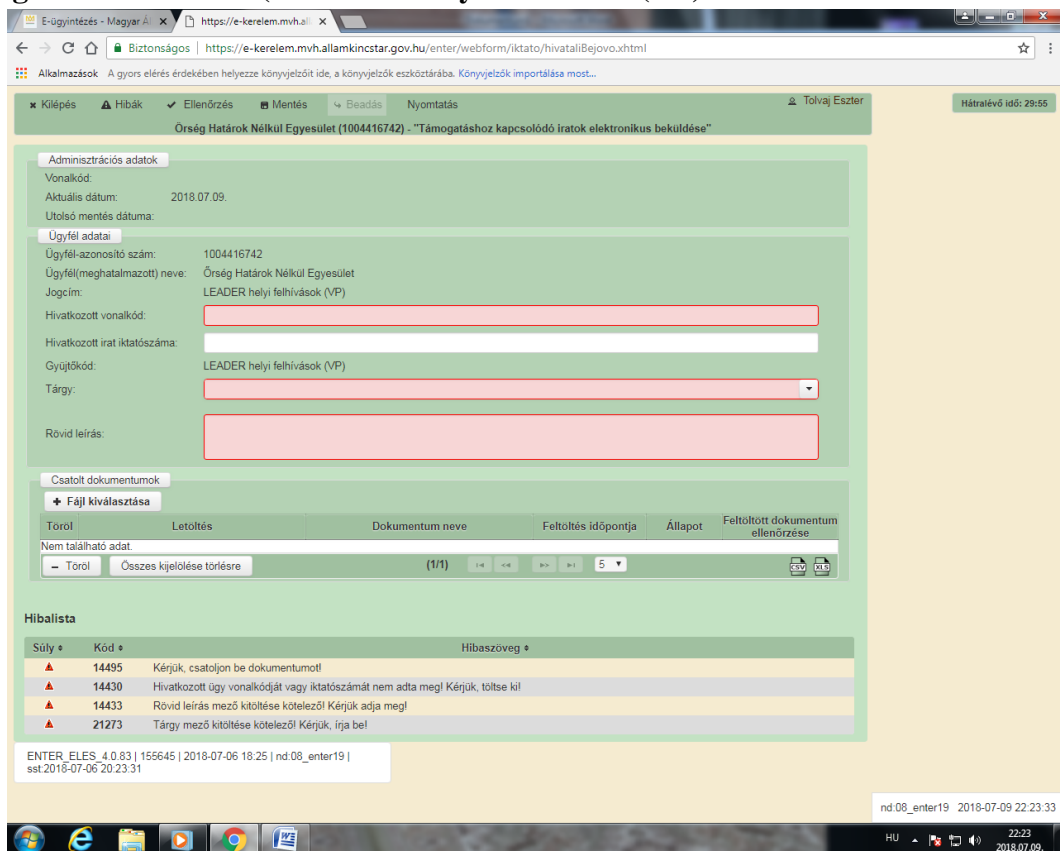 E-ügyintézés - Magyar Ál
https://e-kerelem.mvh.all
Biztonságos | https://e-kerelem.mvh.allamkincstar.gov.hu/enter/webform/iktato/hivataliBejovo.xhtml
Alkalmazások A gyors elérés érdekében helyezze könyvjelzőit ide, a könyvjelzők eszköztárába. Könyvjelzők importálása most...
Kilépés Hibák Ellenőrzés Mentés Beadás Nyomtatás Tolvaj Eszter
Hátralévő idő: 29:55
Őrség Határok Nélkül Egyesület (1004416742) - "Támogatáshoz kapcsolódó iratok elektronikus beküldése"
Adminisztrációs adatok
Vonalkód:
Aktuális dátum: 2018.07.09.
Utolsó mentés dátuma:
Ügyfél adatai
Ügyfél-azonosító szám: 1004416742
Ügyfél(meghatalmazott) neve: Őrség Határok Nélkül Egyesület
Jogcím: LEADER helyi felhívások (VP)
Hivatkozott vonalkód:
Hivatkozott irat iktatószáma:
Gyüjtőkód: LEADER helyi felhívások (VP)
Tárgy:
Rövid leírás:
Csatolt dokumentumok
+ Fájl kiválasztása
Töröl Letöltés Dokumentum neve Feltöltés időpontja Állapot Feltöltött dokumentum ellenőrzése
Nem található adat.
– Töröl Összes kijelölése törlésre (1/1) 5 CSV XLS
Hibalista
Súly Kód Hibaszöveg
14495 Kérjük, csatoljon be dokumentumot!
14430 Hivatkozott ügy vonalkódját vagy iktatószámát nem adta meg! Kérjük, töltse ki!
14433 Rövid leírás mező kitöltése kötelező! Kérjük adja meg!
21273 Tárgy mező kitöltése kötelező! Kérjük, írja be!
ENTER_ELES_4.0.83 | 155645 | 2018-07-06 18:25 | nd:08_enter19 |
sst:2018-07-06 20:23:31
nd:08_enter19 2018-07-09 22:23:33
HU 22:23
2018.07.09.